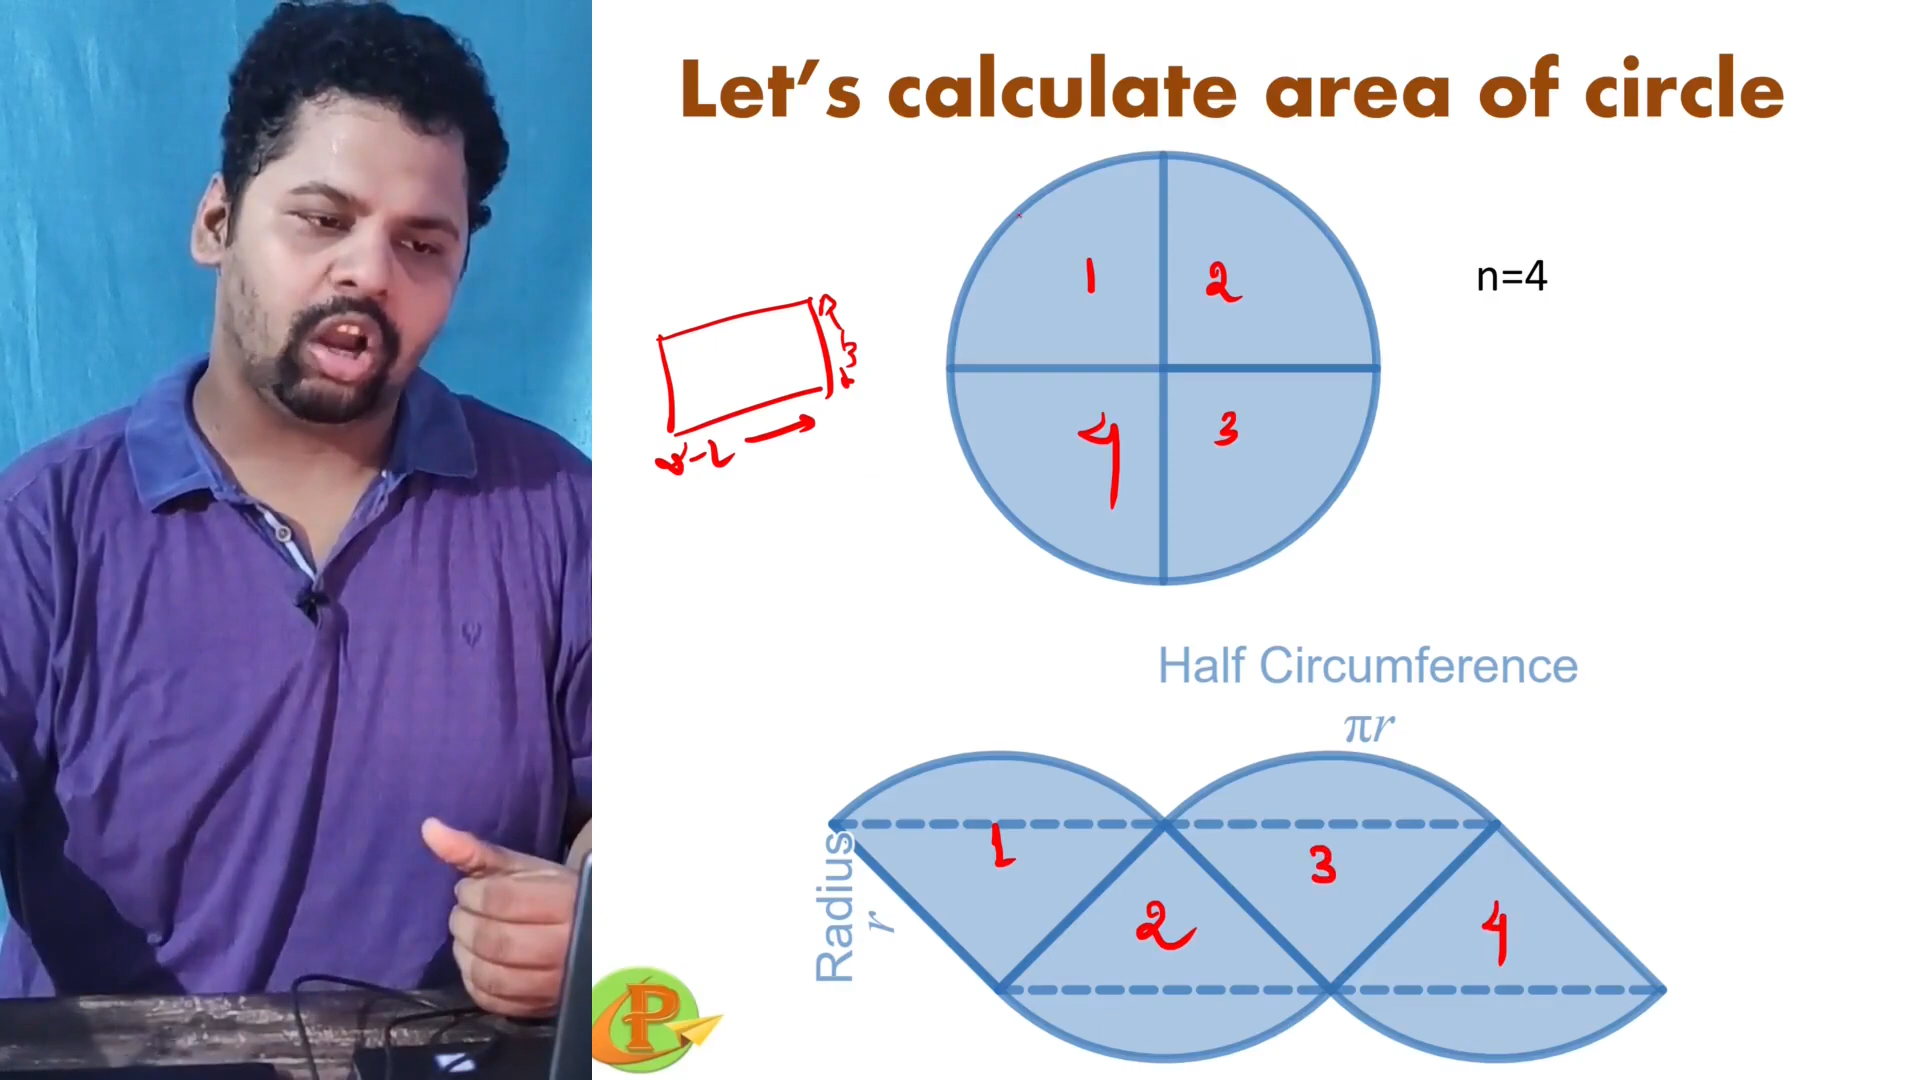 Let’s calculate area of circle
1 2
n=4
4 3
Half Circumference
πr
Radius
r
1 3
2 4
P